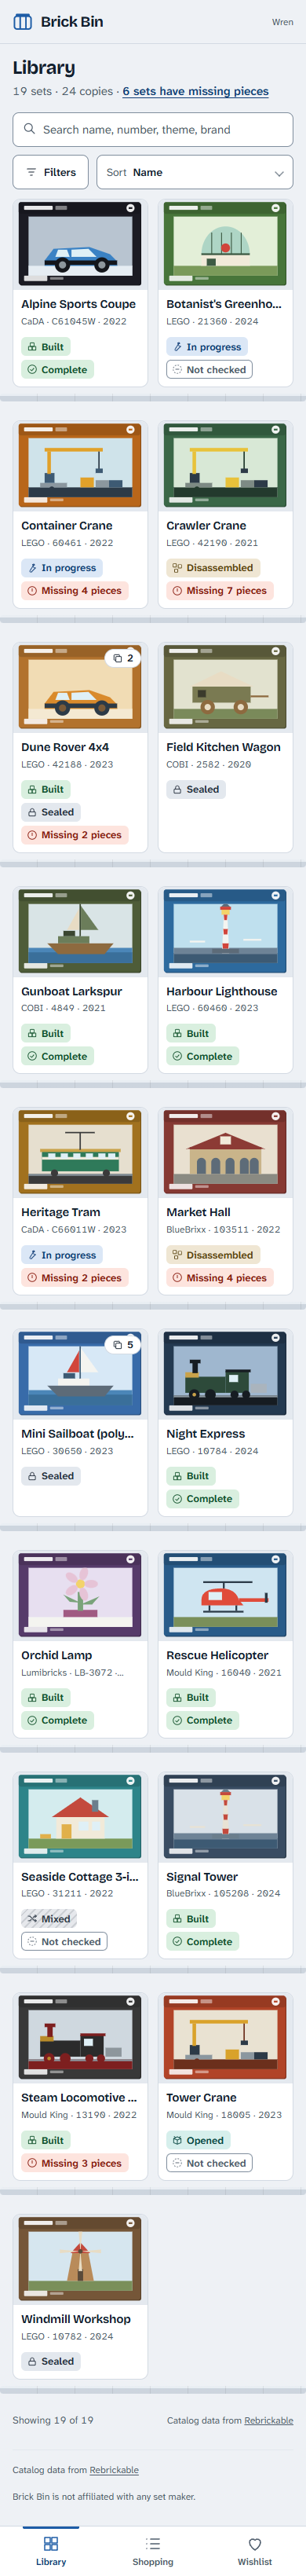 Brick Bin
Wren
Library
19 sets · 24 copies · 6 sets have missing pieces
Search name, number, theme, brand
Filters
Sort Name
Alpine Sports Coupe
CaDA · C61045W · 2022
Built
Complete
Botanist's Greenho...
LEGO · 21360 · 2024
In progress
Not checked
Container Crane
LEGO · 60461 · 2022
In progress
Missing 4 pieces
Crawler Crane
LEGO · 42190 · 2021
Disassembled
Missing 7 pieces
2
Dune Rover 4x4
LEGO · 42188 · 2023
Built
Sealed
Missing 2 pieces
Field Kitchen Wagon
COBI · 2582 · 2020
Sealed
Gunboat Larkspur
COBI · 4849 · 2021
Built
Complete
Harbour Lighthouse
LEGO · 60460 · 2023
Built
Complete
Heritage Tram
CaDA · C66011W · 2023
In progress
Missing 2 pieces
Market Hall
BlueBrixx · 103511 · 2022
Disassembled
Missing 4 pieces
5
Mini Sailboat (poly...
LEGO · 30650 · 2023
Sealed
Night Express
LEGO · 10784 · 2024
Built
Complete
Orchid Lamp
Lumibricks · LB-3072 ·...
Built
Complete
Rescue Helicopter
Mould King · 16040 · 2021
Built
Complete
Seaside Cottage 3-i...
LEGO · 31211 · 2022
Mixed
Not checked
Signal Tower
BlueBrixx · 105208 · 2024
Built
Complete
Steam Locomotive ...
Mould King · 13190 · 2022
Built
Missing 3 pieces
Tower Crane
Mould King · 18005 · 2023
Opened
Not checked
Windmill Workshop
LEGO · 10782 · 2024
Sealed
Showing 19 of 19
Catalog data from Rebrickable
Catalog data from Rebrickable
Brick Bin is not affiliated with any set maker.
Library
Shopping
Wishlist